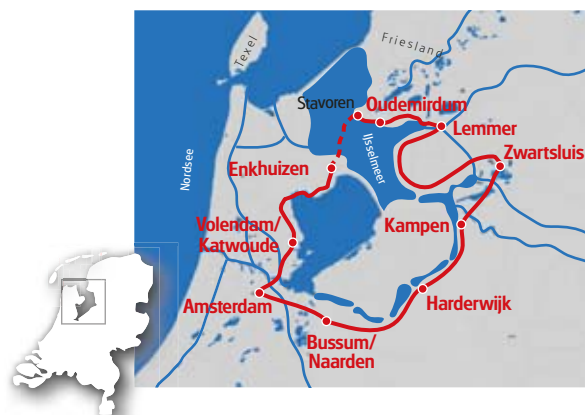 Texel
Friesland
Stavoren
Oudemirdum
Lemmer
Zwartsluis
Nordsee
IJsselmeer
Enkhuizen
Kampen
Volendam/
Katwoude
Harderwijk
Amsterdam
Bussum/
Naarden